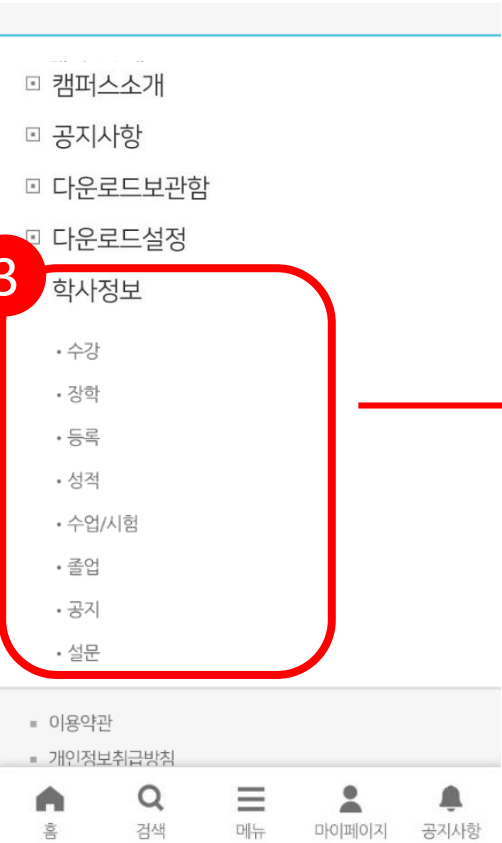 캠퍼스소개
공지사항
다운로드보관함
다운로드설정
3
학사정보
• 수강
• 장학
• 등록
• 성적
• 수업/시험
• 졸업
• 공지
• 설문
이용약관
개인정보취급방침
홈 검색 메뉴 마이페이지 공지사항